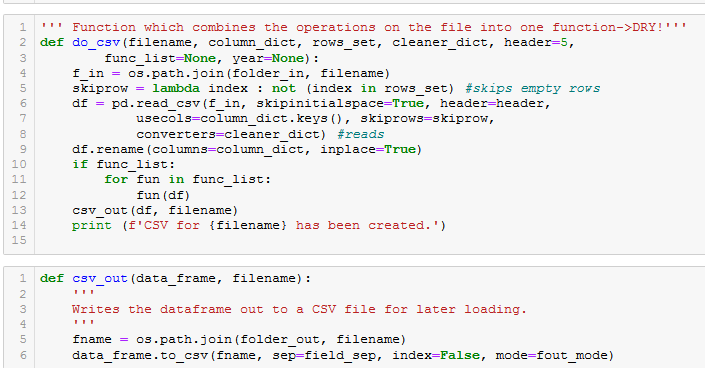 1 ''' Function which combines the operations on the file into one function->DRY!'''
2 def do_csv(filename, column_dict, rows_set, cleaner_dict, header=5,
3         func_list=None, year=None):
4     f_in = os.path.join(folder_in, filename)
5     skiprow = lambda index : not (index in rows_set) #skips empty rows
6     df = pd.read_csv(f_in, skipinitialspace=True, header=header,
7             usecols=column_dict.keys(), skiprows=skiprow,
8             converters=cleaner_dict) #reads
9     df.rename(columns=column_dict, inplace=True)
10     if func_list:
11         for fun in func_list:
12             fun(df)
13     csv_out(df, filename)
14     print (f'CSV for {filename} has been created.')
15
1 def csv_out(data_frame, filename):
2     '''
3     Writes the dataframe out to a CSV file for later loading.
4     '''
5     fname = os.path.join(folder_out, filename)
6     data_frame.to_csv(fname, sep=field_sep, index=False, mode=fout_mode)